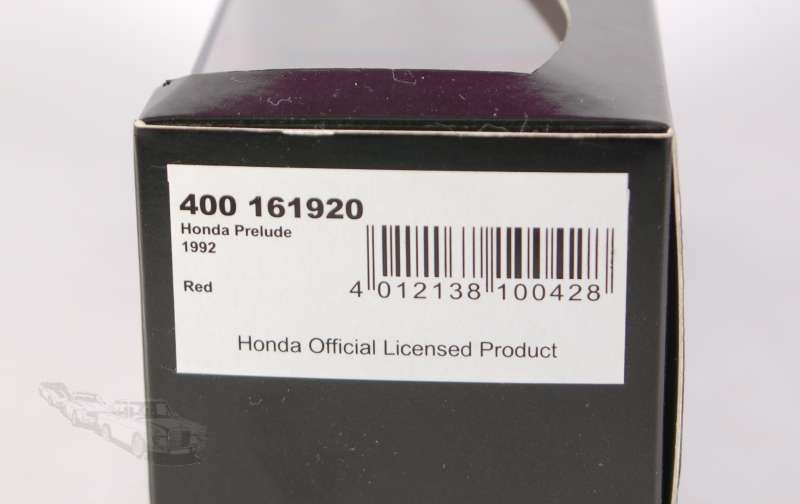 400 161920
Honda Prelude
1992
Red
4 012138 100428
Honda Official Licensed Product